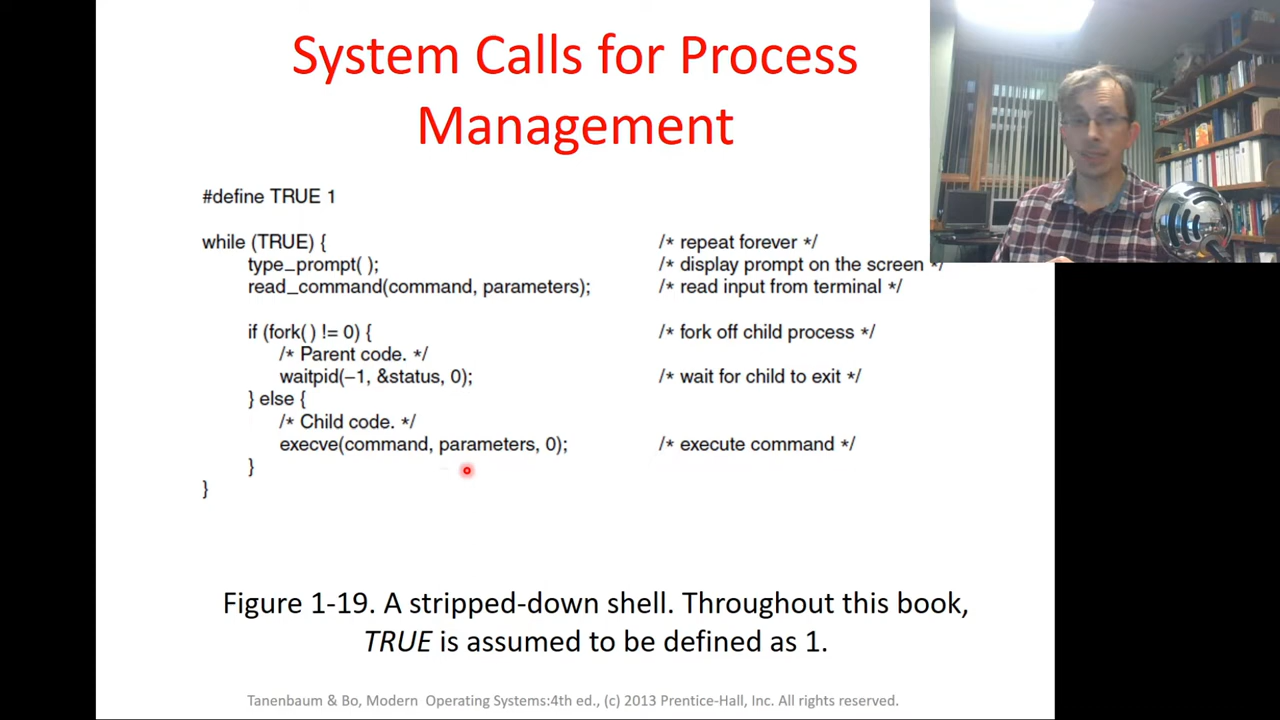 System Calls for Process
Management
#define TRUE 1
while (TRUE) { /* repeat forever */
type_prompt( ); /* display prompt on the screen */
read_command(command, parameters); /* read input from terminal */
if (fork( ) != 0) { /* fork off child process */
/* Parent code. */
waitpid(−1, &status, 0); /* wait for child to exit */
} else {
/* Child code. */
execve(command, parameters, 0); /* execute command */
}
}
Figure 1-19. A stripped-down shell. Throughout this book,
TRUE is assumed to be defined as 1.
Tanenbaum & Bo, Modern Operating Systems:4th ed., (c) 2013 Prentice-Hall, Inc. All rights reserved.